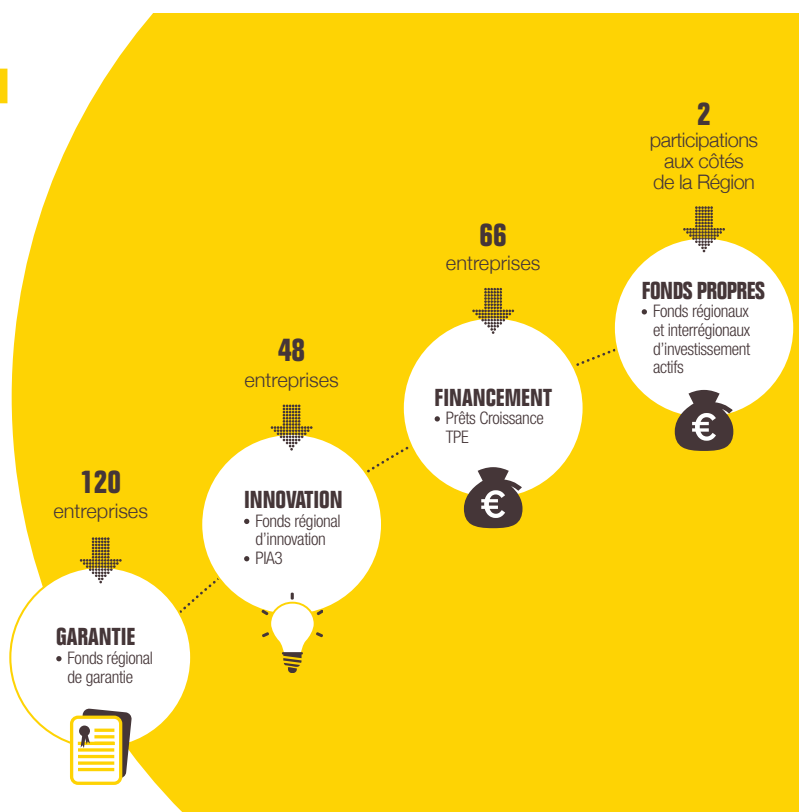 120
entreprises
GARANTIE
• Fonds régional
de garantie
48
entreprises
INNOVATION
• Fonds régional
d'innovation
• PIA3
66
entreprises
FINANCEMENT
• Prêts Croissance
TPE
€
2
participations
aux côtés
de la Région
FONDS PROPRES
• Fonds régionaux
et interrégionaux
d'investissement
actifs
€